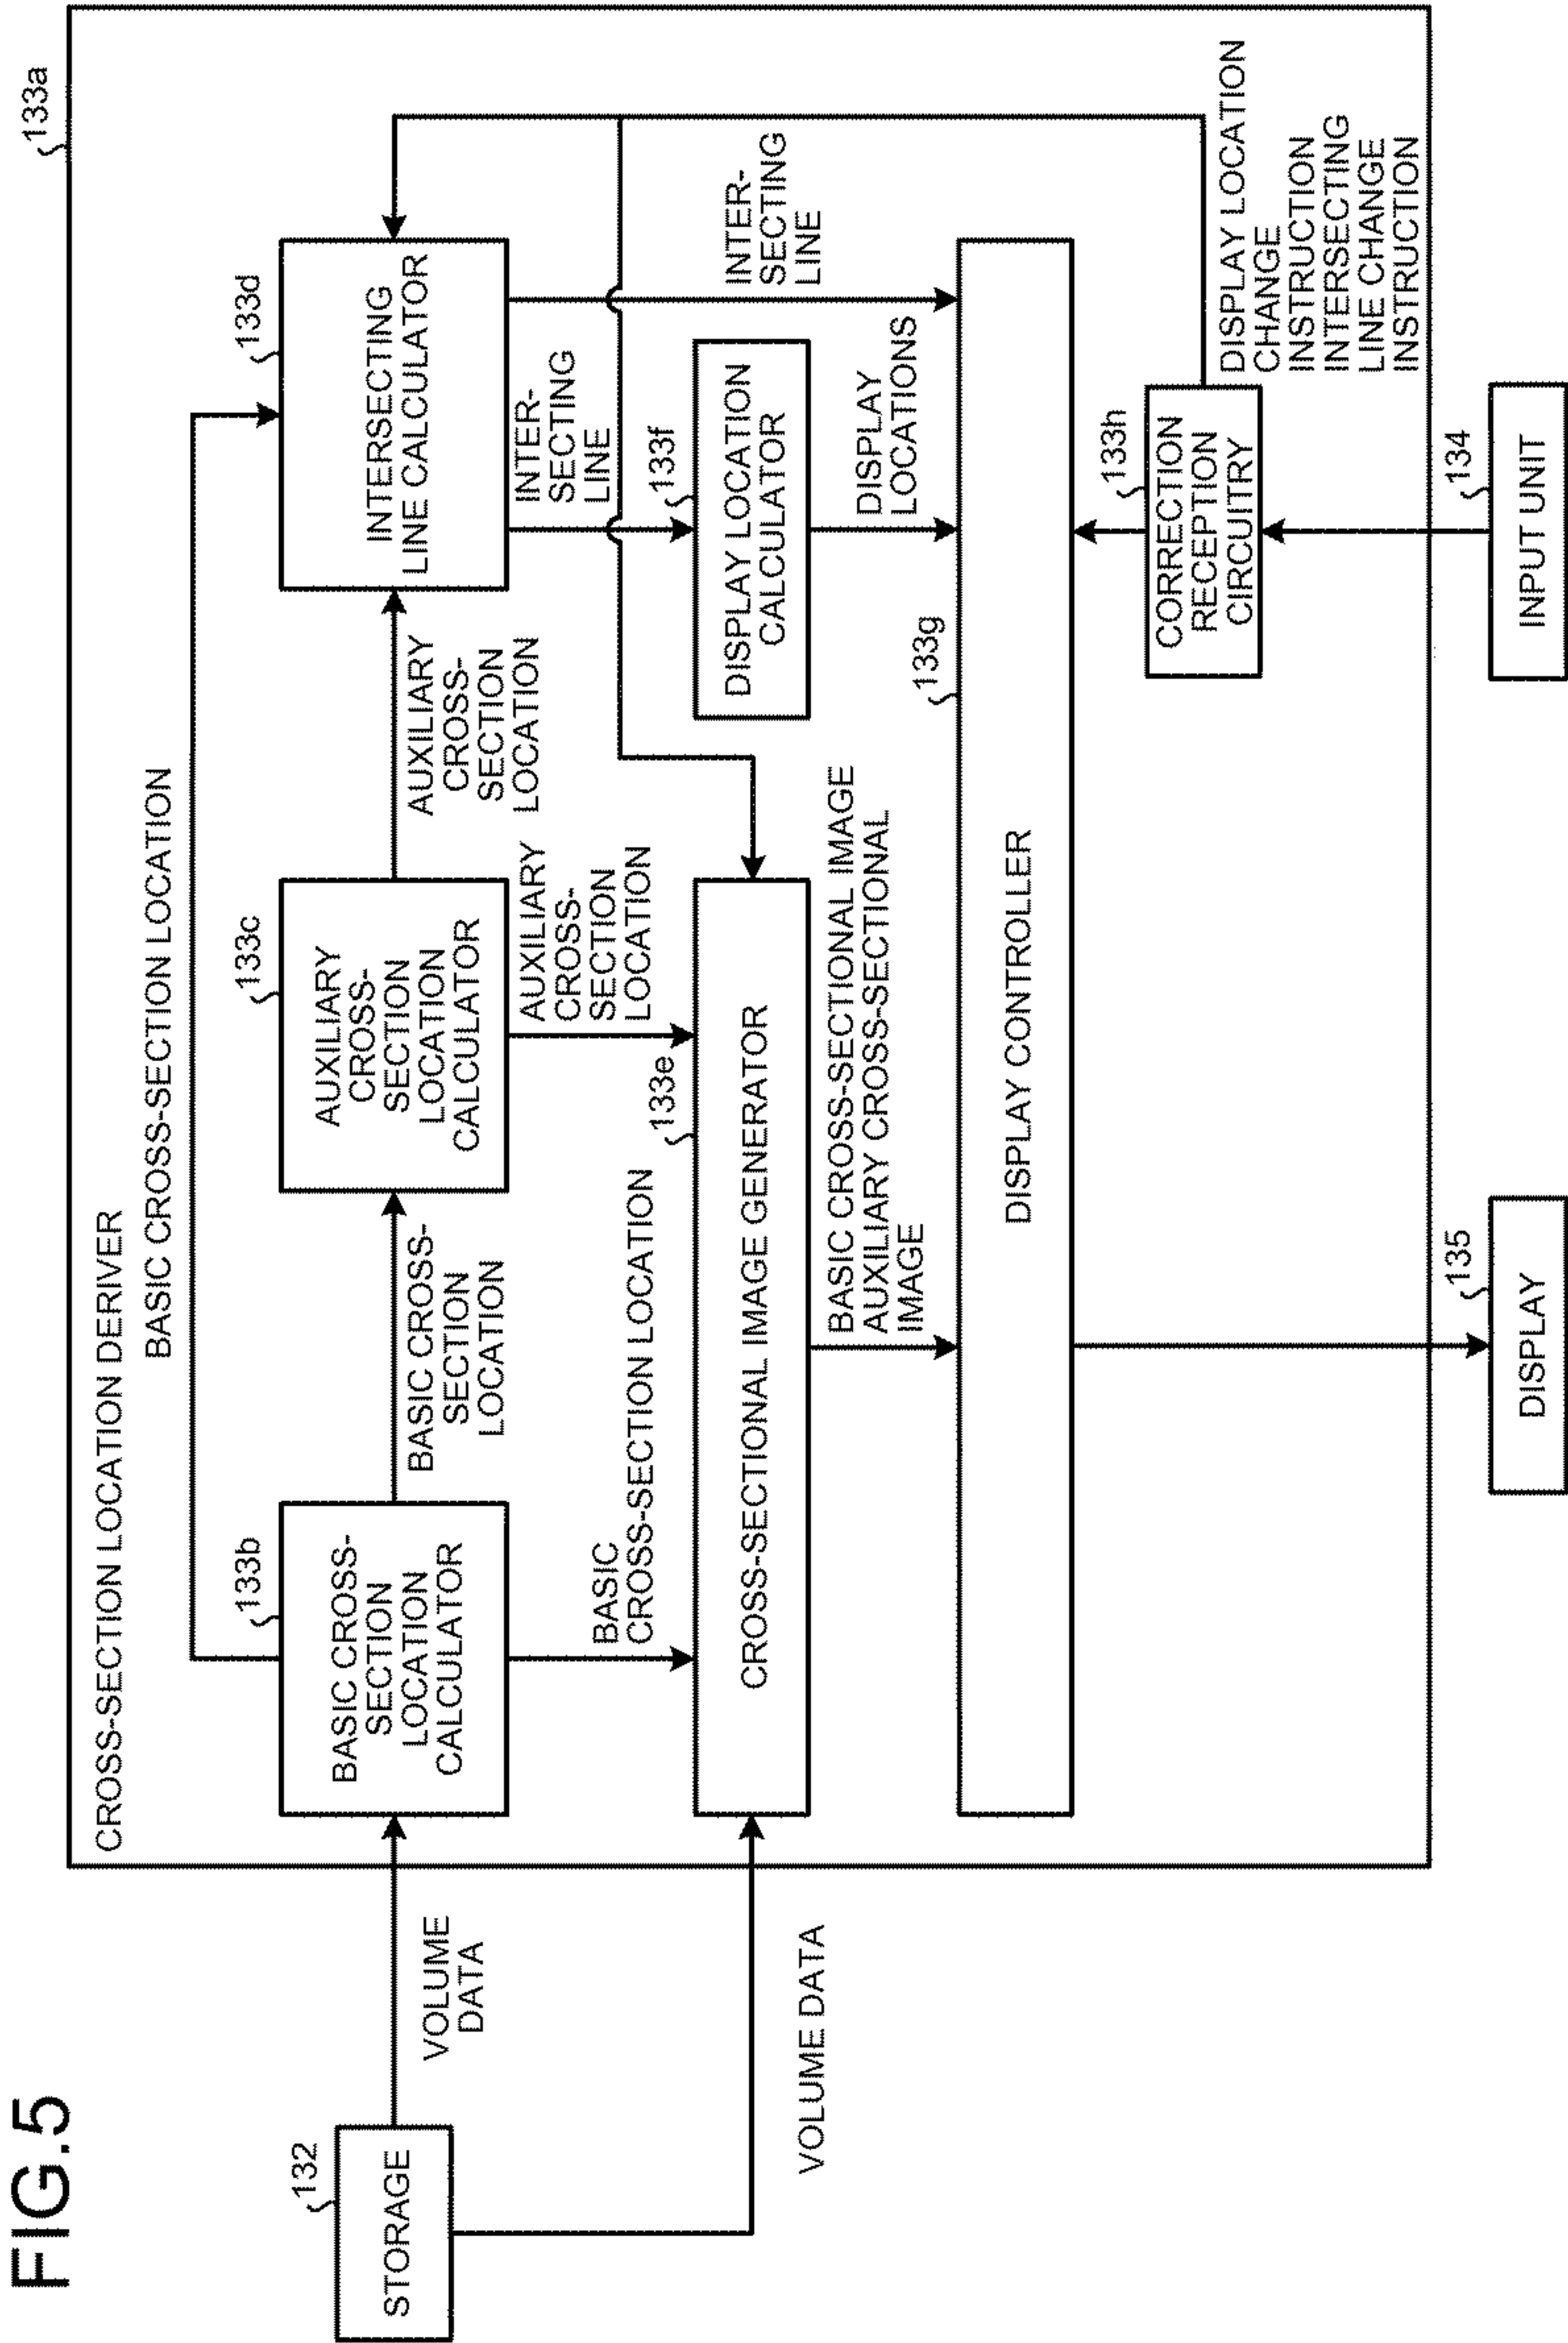 FIG.5
133a
CROSS-SECTION LOCATION DERIVER
BASIC CROSS-SECTION LOCATION
132
STORAGE
VOLUME
DATA
VOLUME DATA
133b
BASIC CROSS-
SECTION
LOCATION
CALCULATOR
BASIC CROSS-
SECTION
LOCATION
133c
AUXILIARY
CROSS-
SECTION
LOCATION
CALCULATOR
AUXILIARY
CROSS-
SECTION
LOCATION
133d
INTERSECTING
LINE CALCULATOR
BASIC
CROSS-SECTION LOCATION
AUXILIARY
CROSS-
SECTION
LOCATION
INTER-
SECTING
LINE
INTER-
SECTING
LINE
133e
CROSS-SECTIONAL IMAGE GENERATOR
133f
DISPLAY LOCATION
CALCULATOR
BASIC CROSS-SECTIONAL IMAGE
AUXILIARY CROSS-SECTIONAL
IMAGE
DISPLAY
LOCATIONS
133g
DISPLAY CONTROLLER
133h
CORRECTION
RECEPTION
CIRCUITRY
DISPLAY LOCATION
CHANGE
INSTRUCTION
INTERSECTING
LINE CHANGE
INSTRUCTION
135
DISPLAY
134
INPUT UNIT